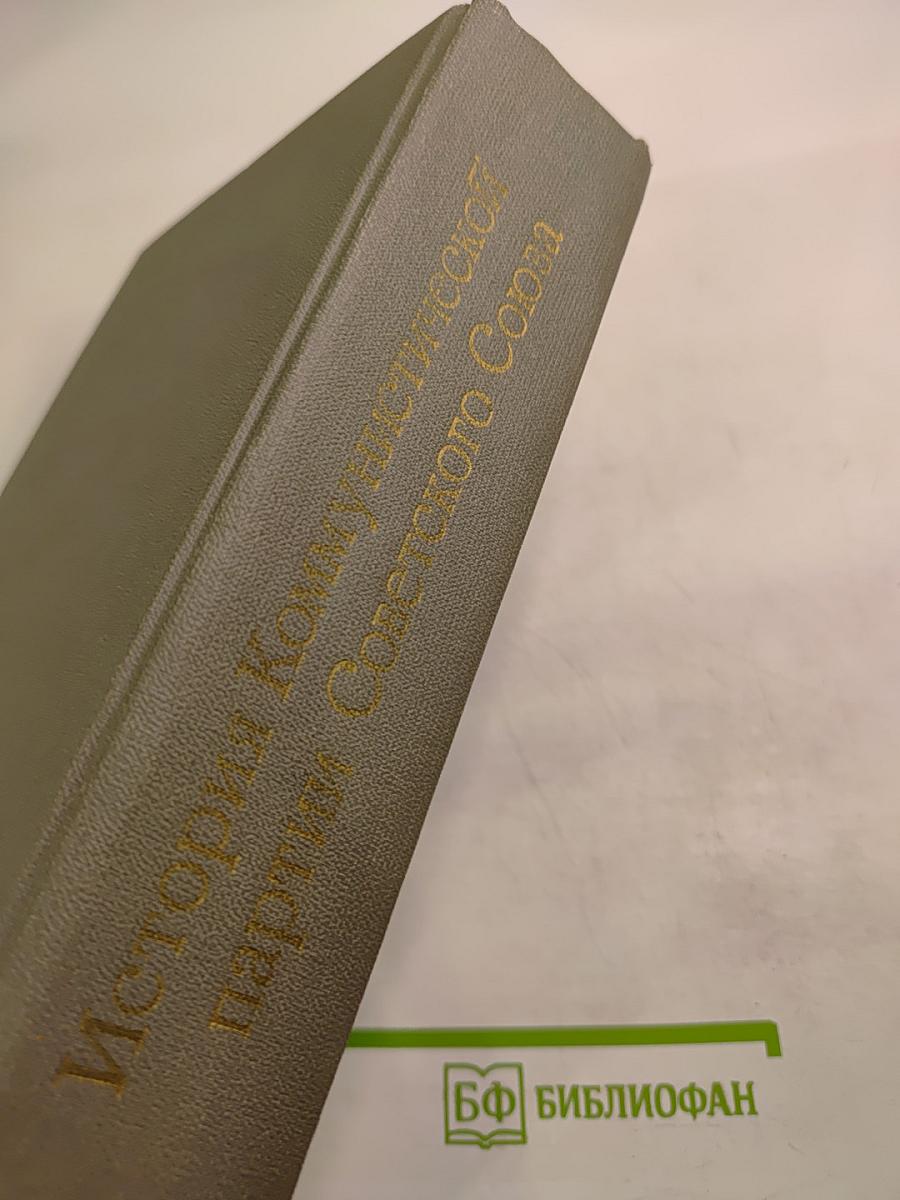 История Коммунистической
партии Советского Союза
БФ БИБЛИОФАН